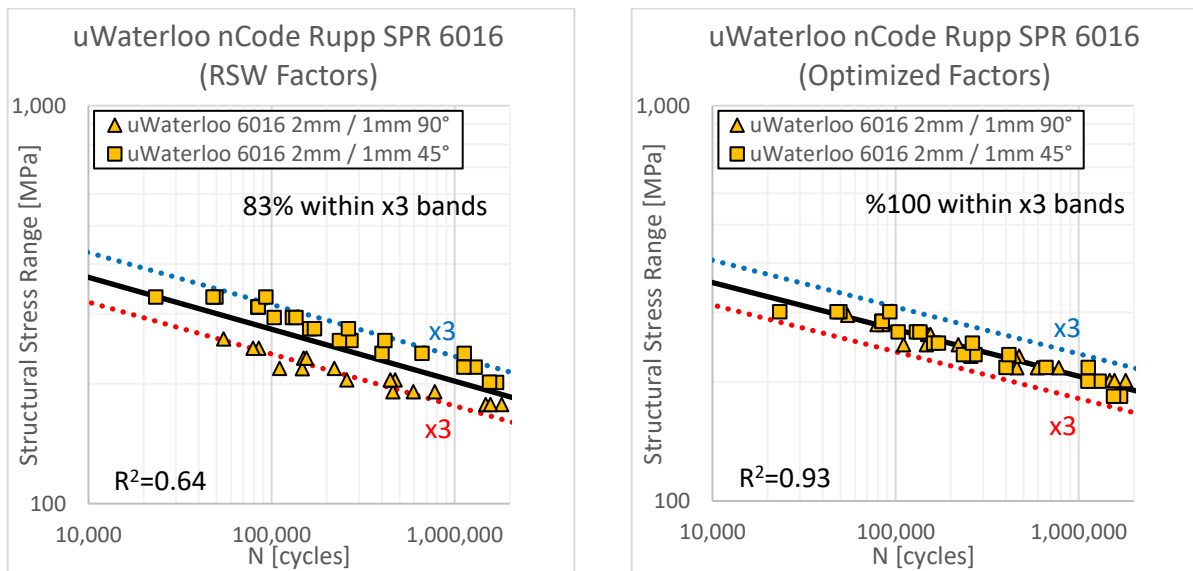 uWaterloo nCode Rupp SPR 6016
(RSW Factors)
1,000
Structural Stress Range [MPa]
uWaterloo 6016 2mm / 1mm 90°
uWaterloo 6016 2mm / 1mm 45°
83% within x3 bands
x3
x3
R²=0.64
100
10,000 100,000 1,000,000
N [cycles]
uWaterloo nCode Rupp SPR 6016
(Optimized Factors)
1,000
Structural Stress Range [MPa]
uWaterloo 6016 2mm / 1mm 90°
uWaterloo 6016 2mm / 1mm 45°
%100 within x3 bands
x3
x3
R²=0.93
100
10,000 100,000 1,000,000
N [cycles]